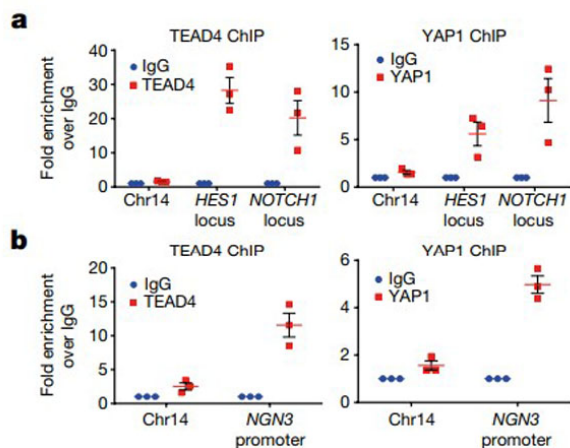 a
TEAD4 ChIP
Fold enrichment
over IgG
40
30
20
10
0
IgG
TEAD4
Chr14
HES1
locus
NOTCH1
locus
YAP1 ChIP
15
10
5
0
IgG
YAP1
Chr14
HES1
locus
NOTCH1
locus
b
TEAD4 ChIP
Fold enrichment
over IgG
20
15
10
5
0
IgG
TEAD4
Chr14
NGN3
promoter
YAP1 ChIP
6
4
2
0
IgG
YAP1
Chr14
NGN3
promoter